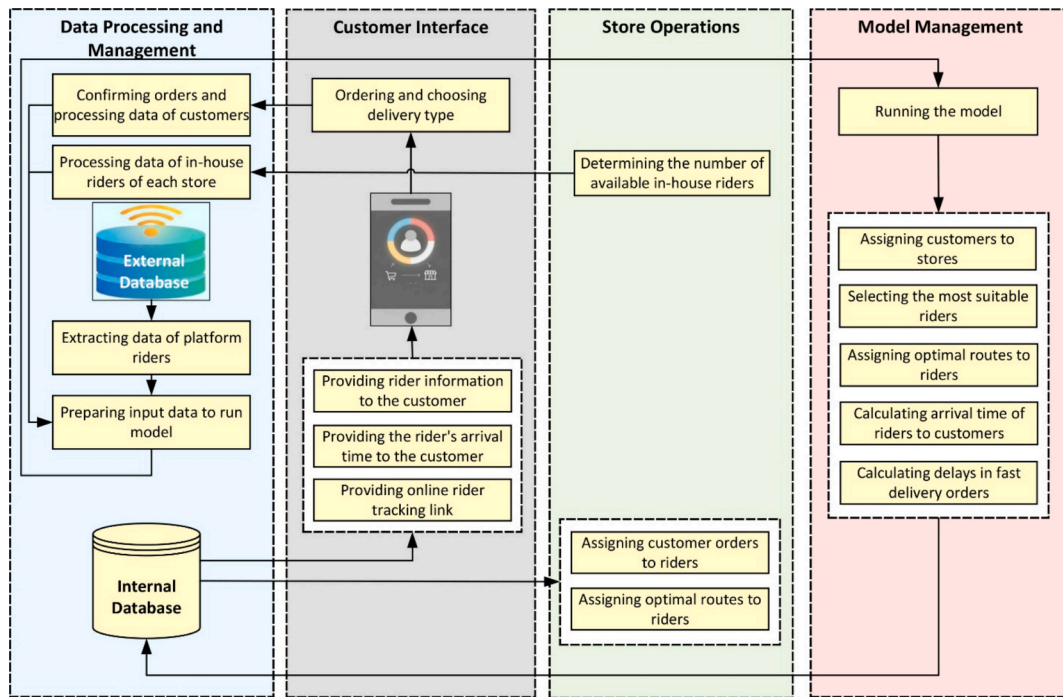 Data Processing and
Management
Confirming orders and
processing data of customers
Processing data of in-house
riders of each store
External
Database
Extracting data of platform
riders
Preparing input data to run
model
Internal
Database
Customer Interface
Ordering and choosing
delivery type
Providing rider information
to the customer
Providing the rider's arrival
time to the customer
Providing online rider
tracking link
Store Operations
Determining the number of
available in-house riders
Assigning customer orders
to riders
Assigning optimal routes to
riders
Model Management
Running the model
Assigning customers to
stores
Selecting the most suitable
riders
Assigning optimal routes to
riders
Calculating arrival time of
riders to customers
Calculating delays in fast
delivery orders